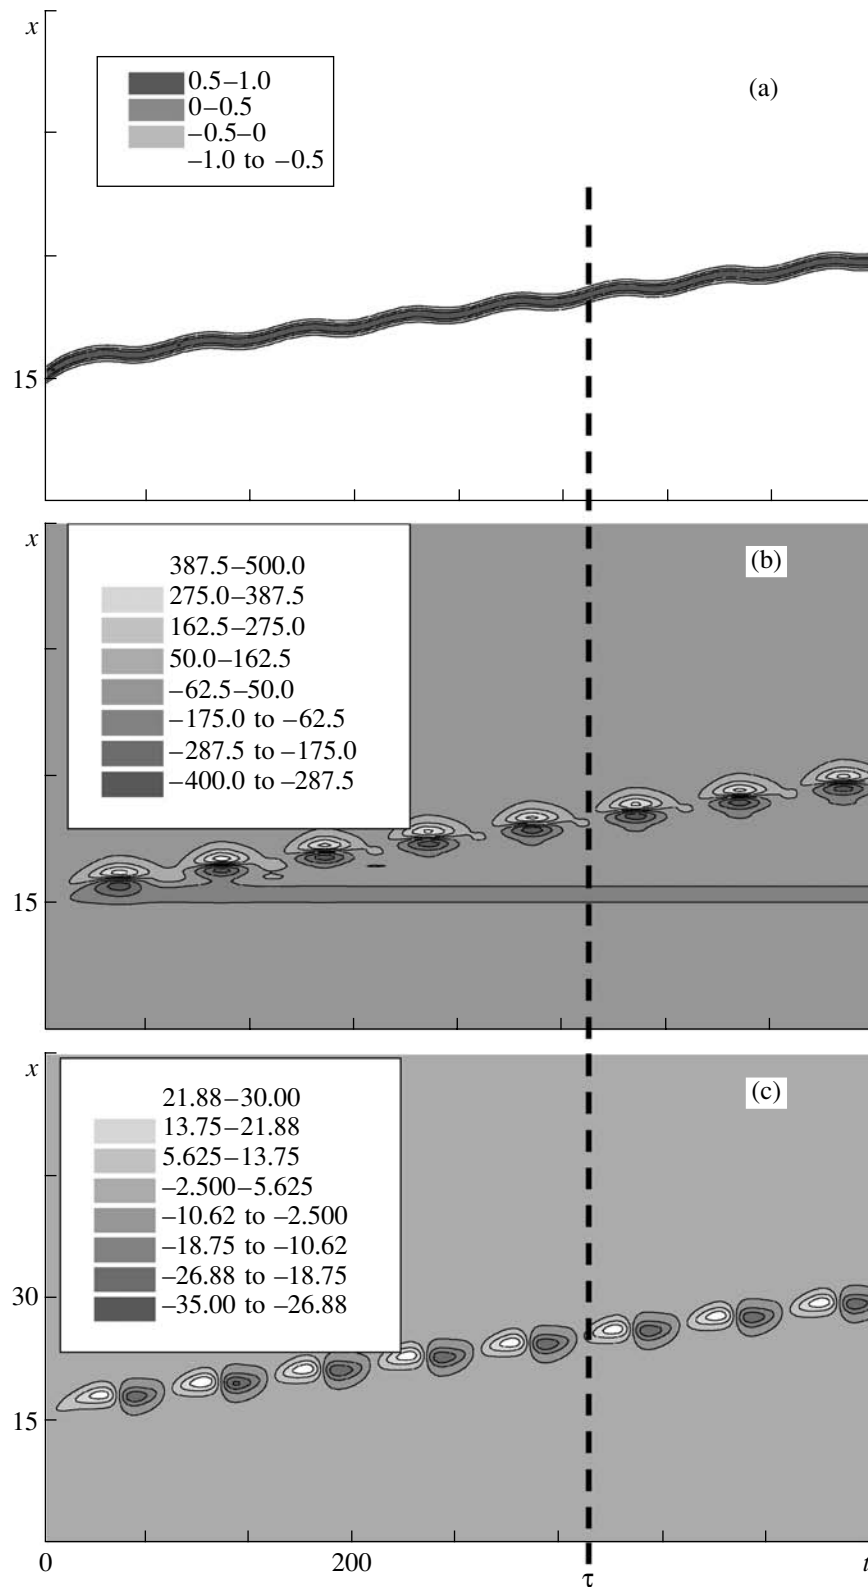 x
0.5–1.0
0–0.5
–0.5–0
–1.0 to –0.5
(a)
15
x
387.5–500.0
275.0–387.5
162.5–275.0
50.0–162.5
–62.5–50.0
–175.0 to –62.5
–287.5 to –175.0
–400.0 to –287.5
(b)
15
x
21.88–30.00
13.75–21.88
5.625–13.75
–2.500–5.625
–10.62 to –2.500
–18.75 to –10.62
–26.88 to –18.75
–35.00 to –26.88
(c)
30
15
0 200 τ t